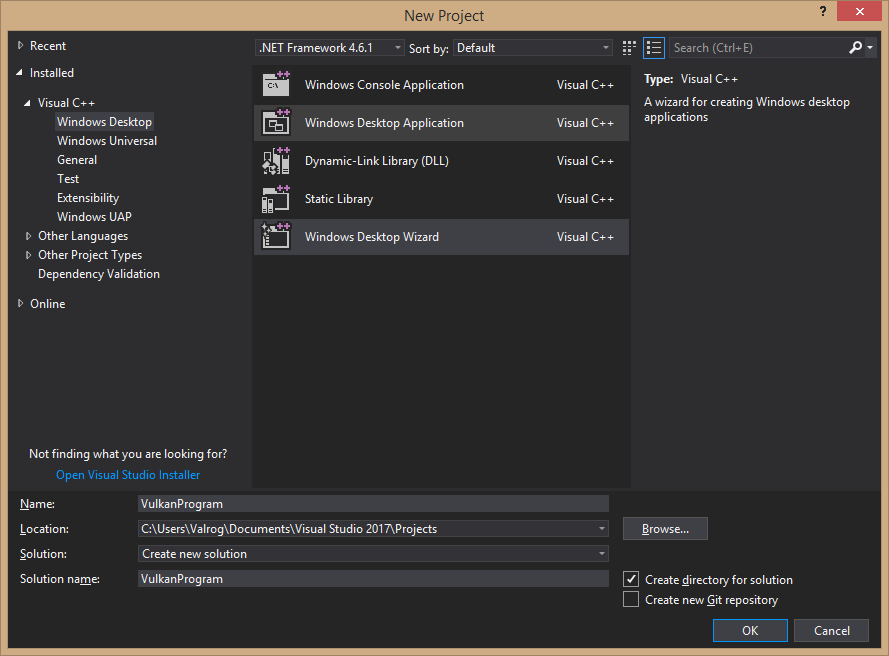 New Project
?
Recent
Installed
Visual C++
Windows Desktop
Windows Universal
General
Test
Extensibility
Windows UAP
Other Languages
Other Project Types
Dependency Validation
Online
Not finding what you are looking for?
Open Visual Studio Installer
.NET Framework 4.6.1 Sort by: Default
Search (Ctrl+E)
Windows Console Application Visual C++
Windows Desktop Application Visual C++
Dynamic-Link Library (DLL) Visual C++
Static Library Visual C++
Windows Desktop Wizard Visual C++
Type: Visual C++
A wizard for creating Windows desktop
applications
Name: VulkanProgram
Location: C:\Users\Valrog\Documents\Visual Studio 2017\Projects Browse...
Solution: Create new solution
Solution name: VulkanProgram
Create directory for solution
Create new Git repository
OK Cancel